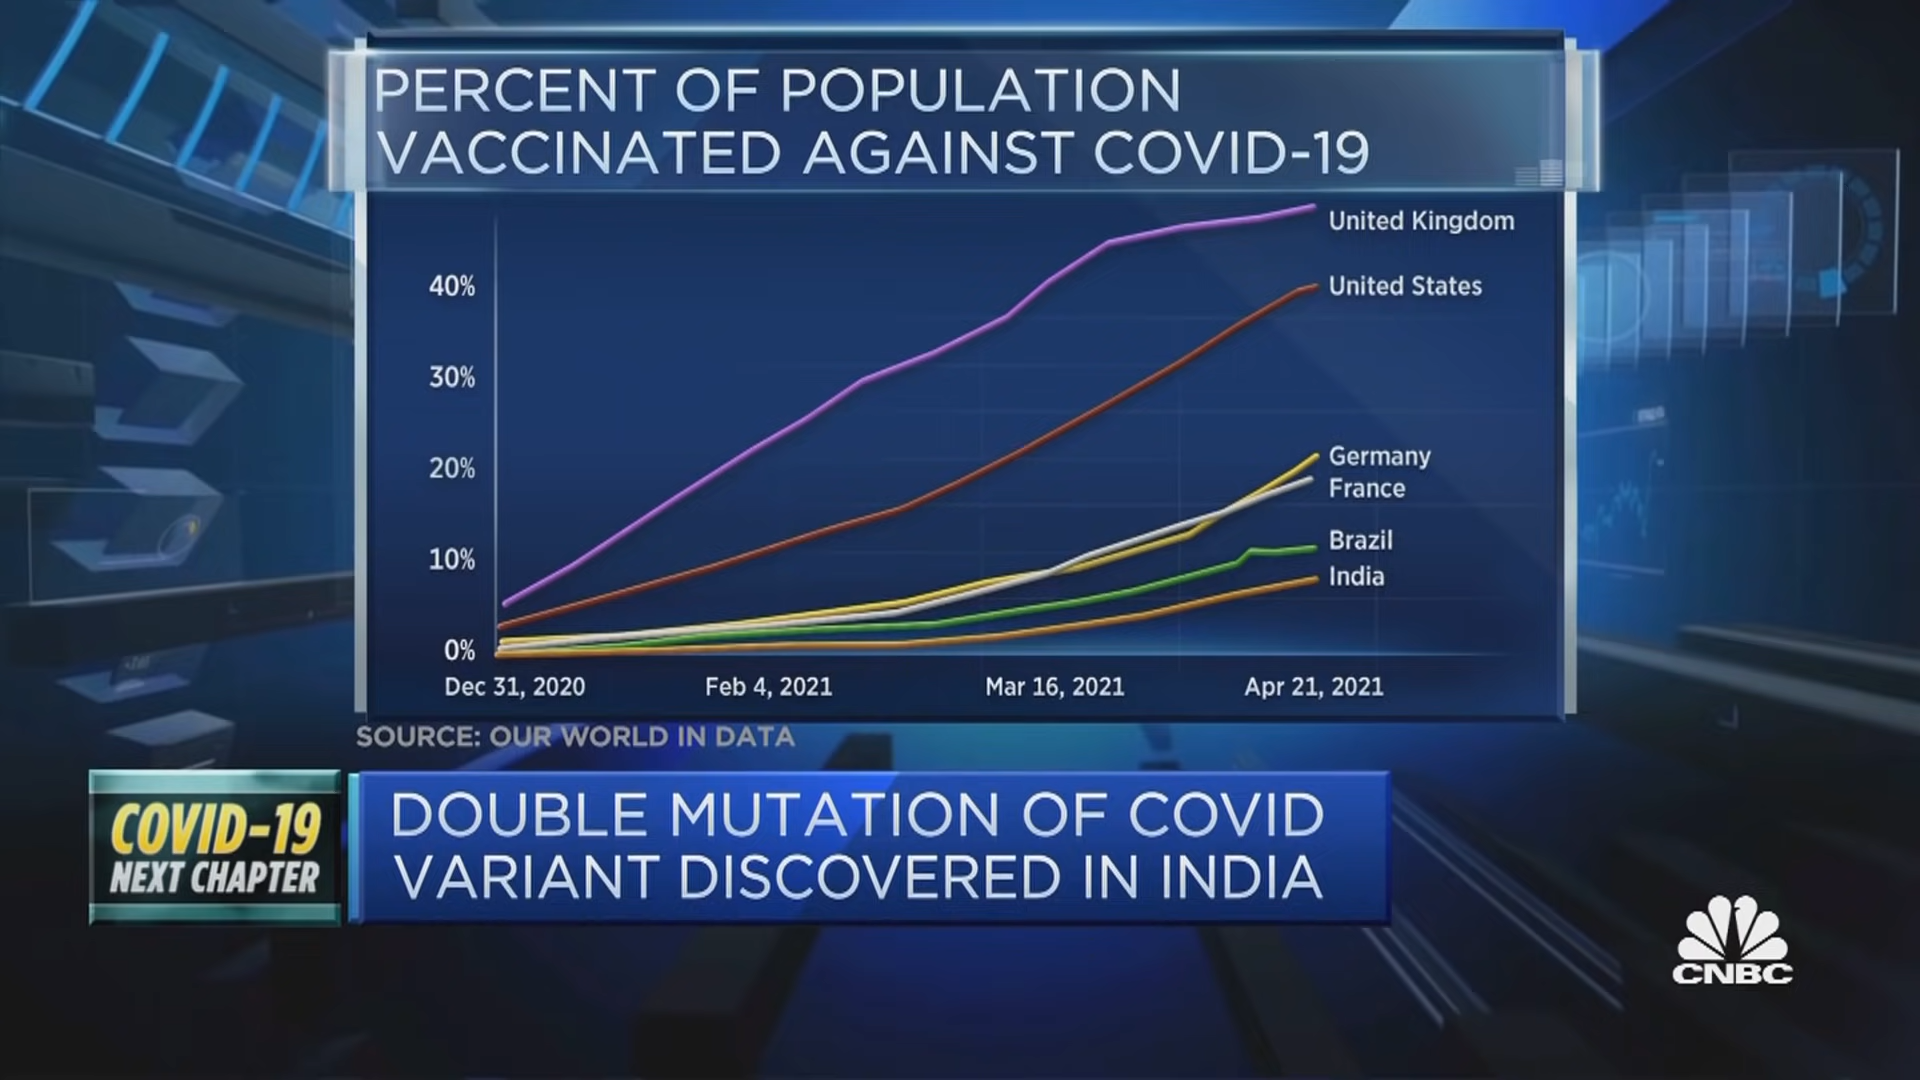 PERCENT OF POPULATION
VACCINATED AGAINST COVID-19
United Kingdom
40%
United States
30%
20%
Germany
France
10%
Brazil
India
0%
Dec 31, 2020
Feb 4, 2021
Mar 16, 2021
Apr 21, 2021
SOURCE: OUR WORLD IN DATA
COVID-19
NEXT CHAPTER
DOUBLE MUTATION OF COVID
VARIANT DISCOVERED IN INDIA
CNBC